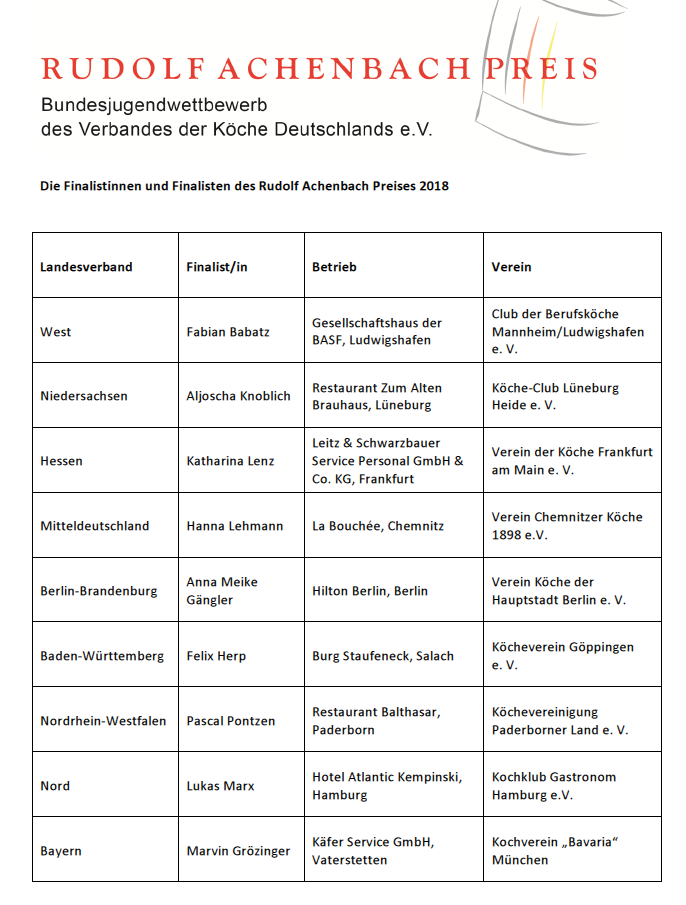 RUDOLF ACHENBACH PREIS
Bundesjugendwettbewerb
des Verbandes der Köche Deutschlands e.V.
Die Finalistinnen und Finalisten des Rudolf Achenbach Preises 2018
Landesverband
Finalist/in
Betrieb
Verein
West
Fabian Babatz
Gesellschaftshaus der
BASF, Ludwigshafen
Club der Berufsköche
Mannheim/Ludwigshafen
e. V.
Niedersachsen
Aljoscha Knoblich
Restaurant Zum Alten
Brauhaus, Lüneburg
Köche-Club Lüneburg
Heide e. V.
Hessen
Katharina Lenz
Leitz & Schwarzbauer
Service Personal GmbH &
Co. KG, Frankfurt
Verein der Köche Frankfurt
am Main e. V.
Mitteldeutschland
Hanna Lehmann
La Bouchée, Chemnitz
Verein Chemnitzer Köche
1898 e.V.
Berlin-Brandenburg
Anna Meike
Gängler
Hilton Berlin, Berlin
Verein Köche der
Hauptstadt Berlin e. V.
Baden-Württemberg
Felix Herp
Burg Staufeneck, Salach
Köcheverein Göppingen
e. V.
Nordrhein-Westfalen
Pascal Pontzen
Restaurant Balthasar,
Paderborn
Köchevereinigung
Paderborner Land e. V.
Nord
Lukas Marx
Hotel Atlantic Kempinski,
Hamburg
Kochklub Gastronom
Hamburg e.V.
Bayern
Marvin Grözinger
Käfer Service GmbH,
Vaterstetten
Kochverein „Bavaria“
München